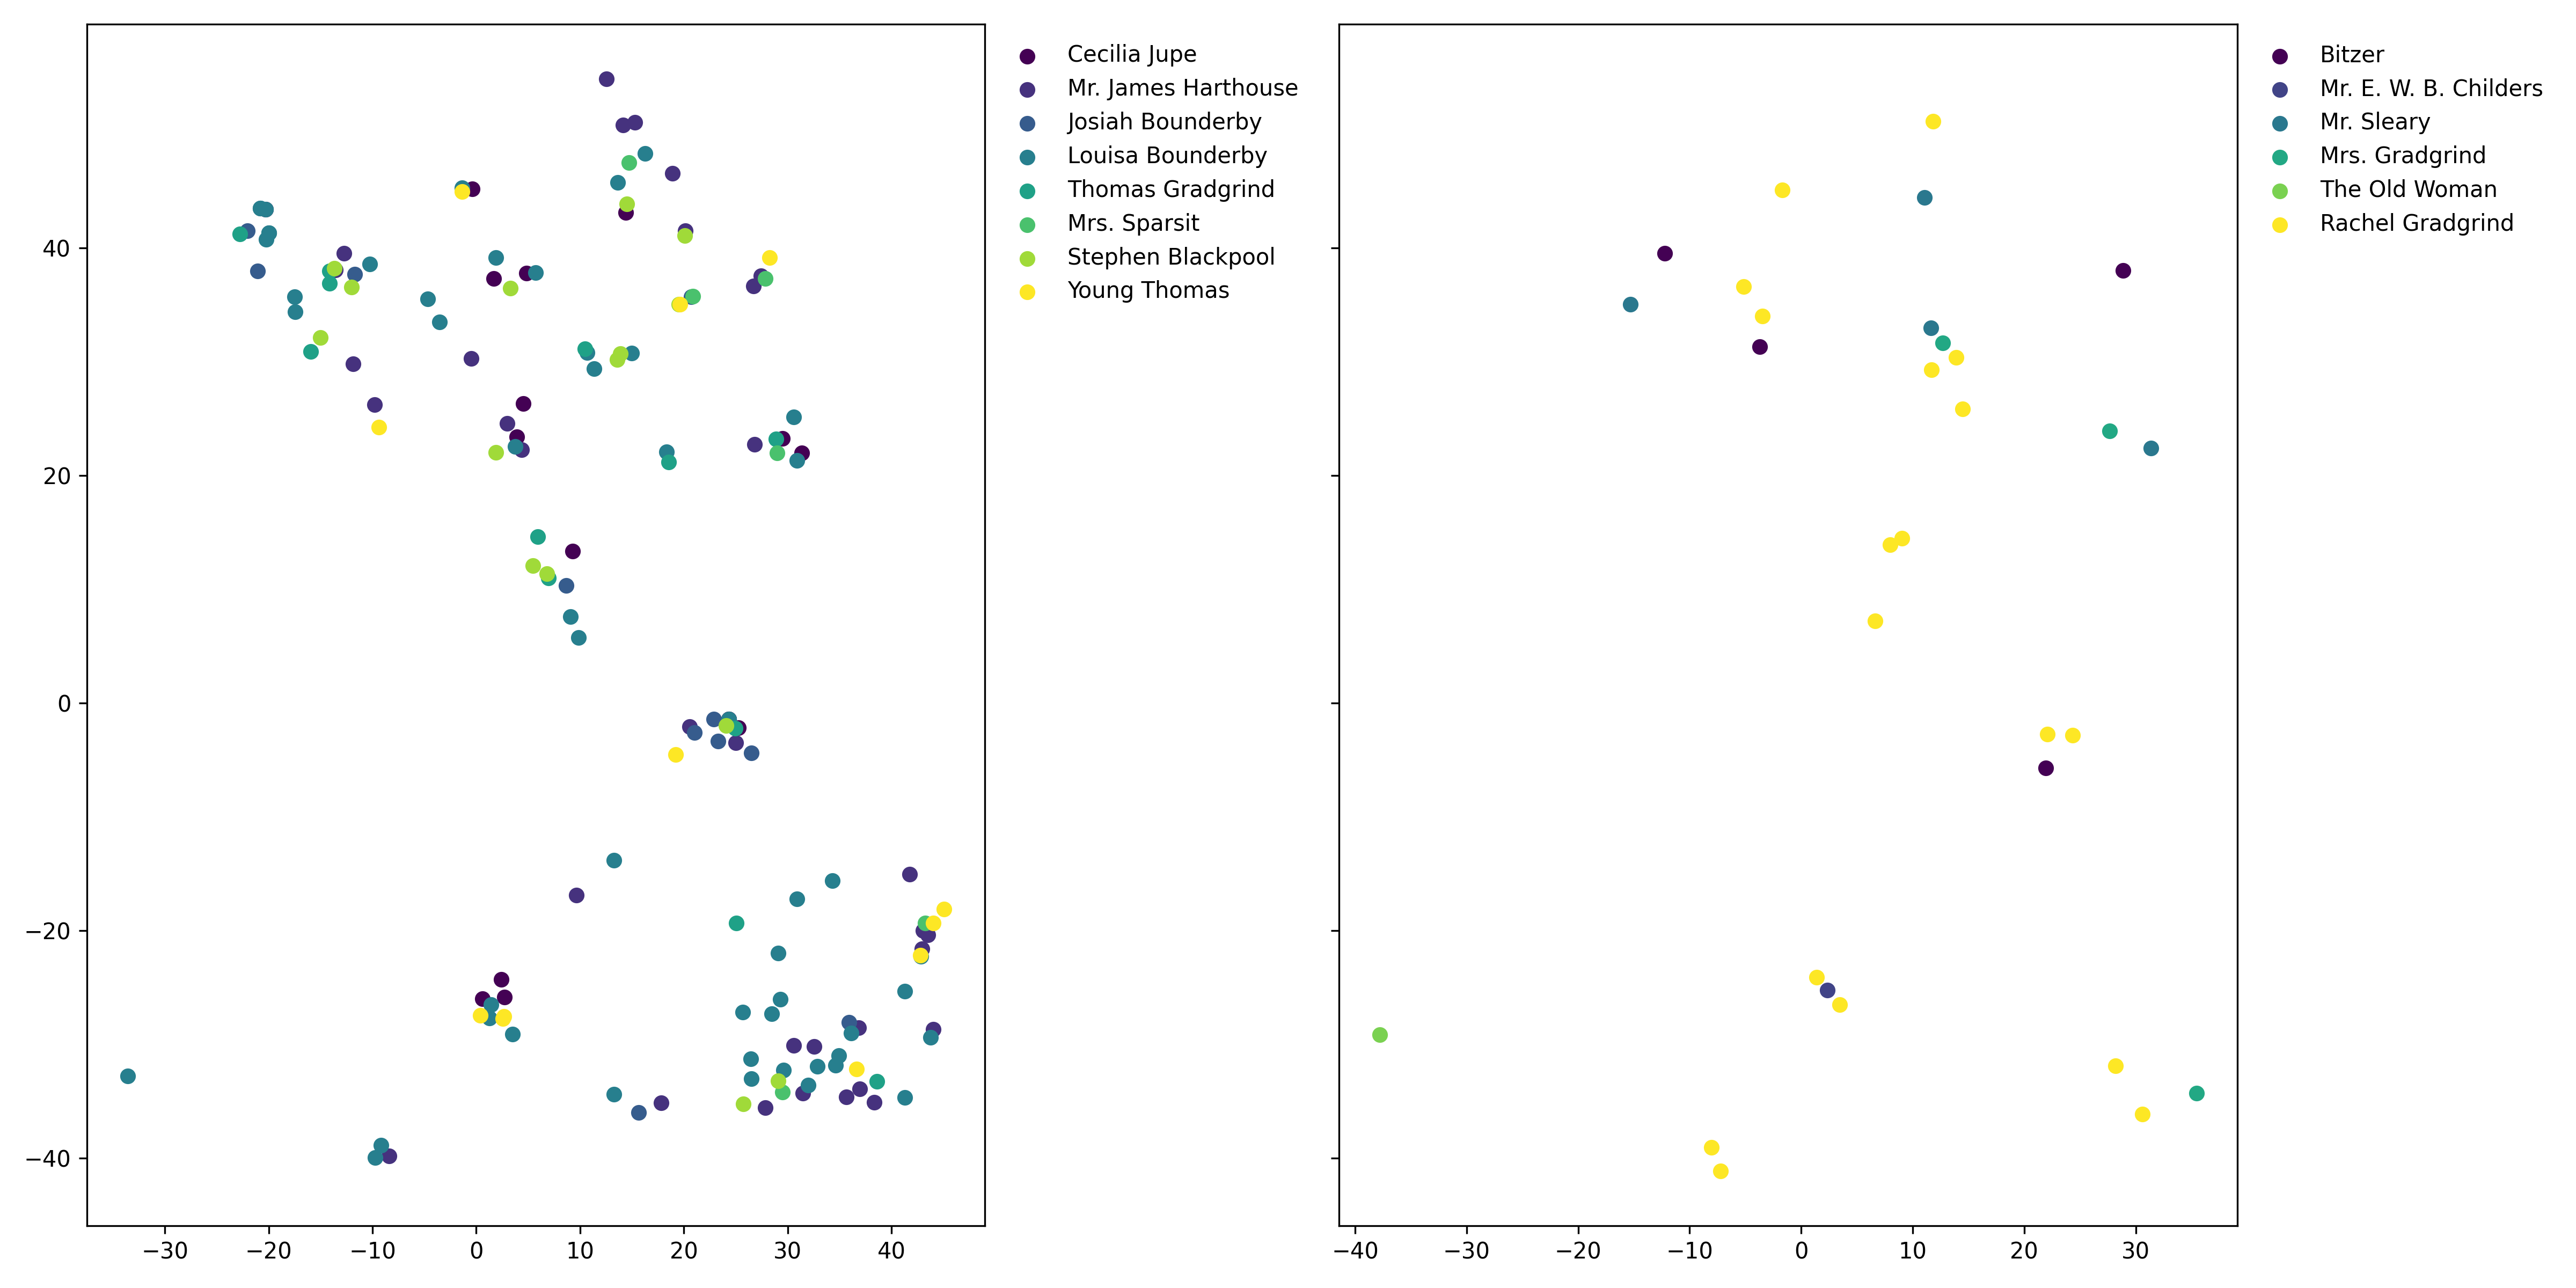 Cecilia Jupe
Mr. James Harthouse
Josiah Bounderby
Louisa Bounderby
Thomas Gradgrind
Mrs. Sparsit
Stephen Blackpool
Young Thomas
40
20
0
−20
−40
−30 −20 −10 0 10 20 30 40
Bitzer
Mr. E. W. B. Childers
Mr. Sleary
Mrs. Gradgrind
The Old Woman
Rachel Gradgrind
−40 −30 −20 −10 0 10 20 30